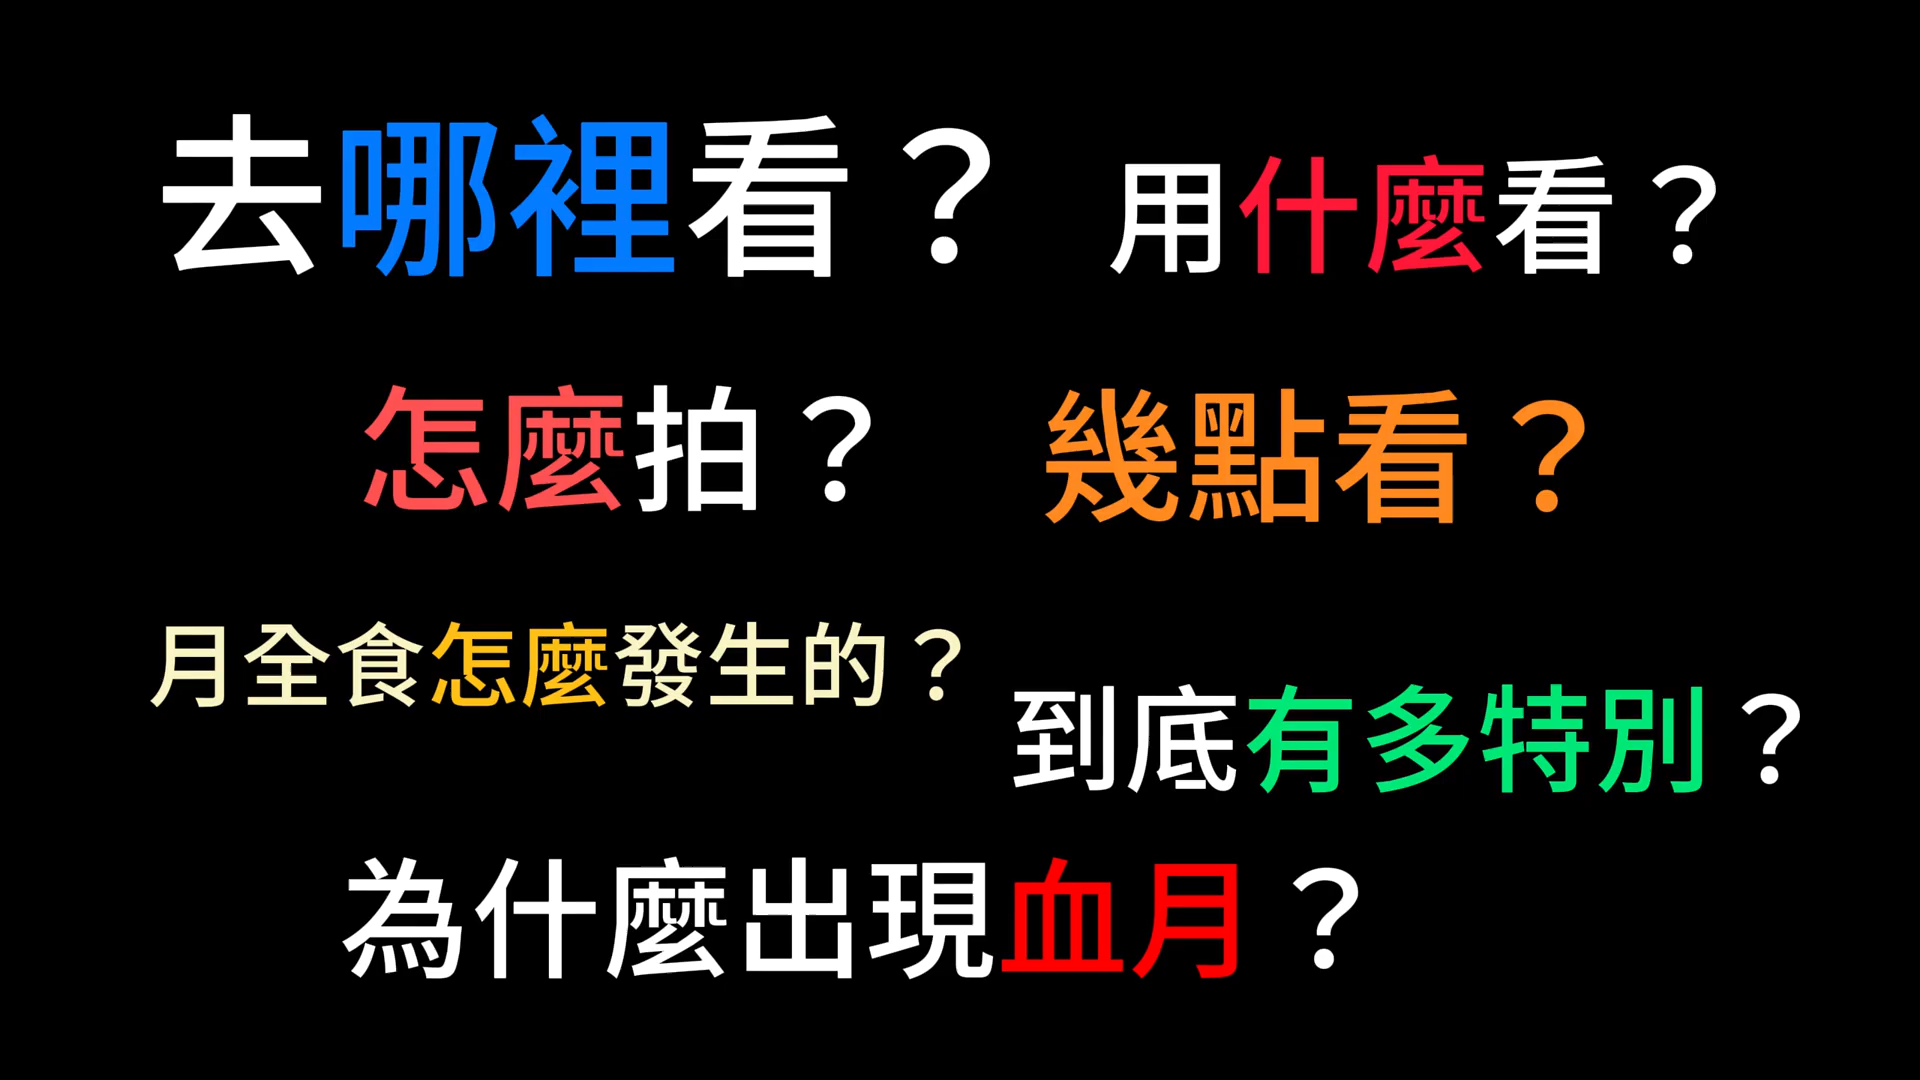 去哪裡看？
用什麼看？
怎麼拍？
幾點看？
月全食怎麼發生的？
到底有多特別？
為什麼出現血月？